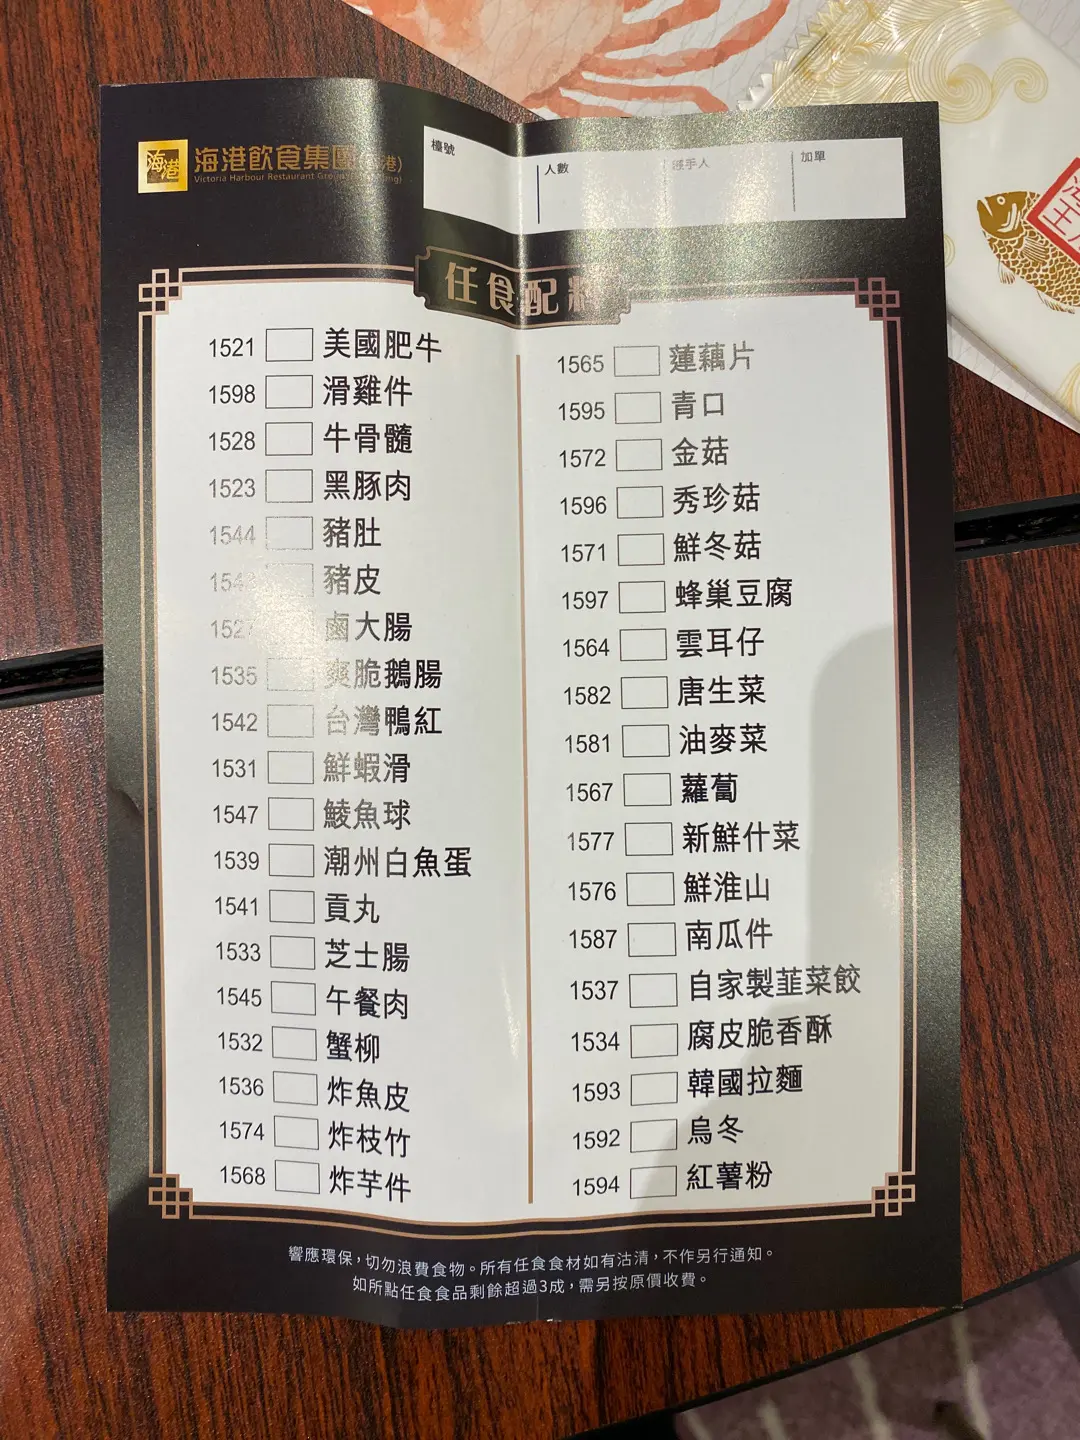 海港
海港飲食集團
Victoria Harbour Restaurant
檯號
人數
經手人
加單
任食配料
1521 美國肥牛
1598 滑雞件
1528 牛骨髓
1523 黑豚肉
1544 豬肚
豬皮
鹵大腸
1535 爽脆鵝腸
1542 台灣鴨紅
1531 鮮蝦滑
1547 鯪魚球
1539 潮州白魚蛋
1541 貢丸
1533 芝士腸
1545 午餐肉
1532 蟹柳
1536 炸魚皮
1574 炸枝竹
1568 炸芋件
1565 蓮藕片
1595 青口
1572 金菇
1596 秀珍菇
1571 鮮冬菇
1597 蜂巢豆腐
1564 雲耳仔
1582 唐生菜
1581 油麥菜
1567 蘿蔔
1577 新鮮什菜
1576 鮮淮山
1587 南瓜件
1537 自家製韮菜餃
1534 腐皮脆香酥
1593 韓國拉麵
1592 烏冬
1594 紅薯粉
響應環保，切勿浪費食物。所有任食食材如有沽清，不作另行通知。
如所點任食食品剩餘超過3成，需另按原價收費。